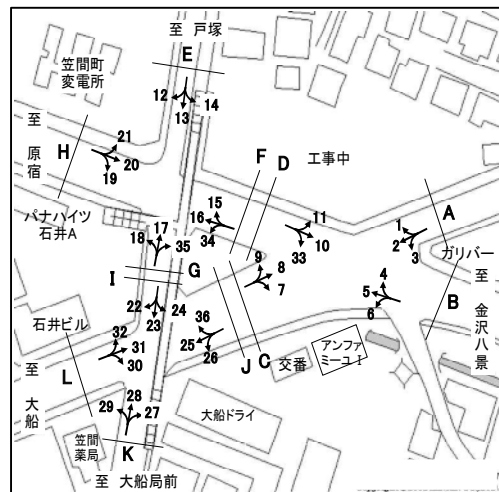 至 戸塚
笠間町
変電所
E
12
14
13
至 原宿
21
H
20
19
F
D
工事中
パナハイツ
石井A
15
16
34
11
10
33
A
1
2
3
ガリバー
17
18
35
I
G
9
8
7
4
5
6
B
至 金沢八景
22
23
24
石井ビル
32
31
30
36
25
26
J
C
交番
アンファ
ミーユⅠ
至 大船
L
29
28
27
大船ドライ
笠間
薬局
K
至 大船局前